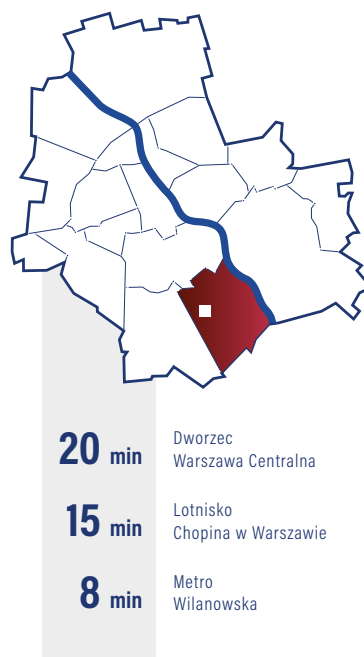 20 min
Dworzec
Warszawa Centralna
15 min
Lotnisko
Chopina w Warszawie
8 min
Metro
Wilanowska